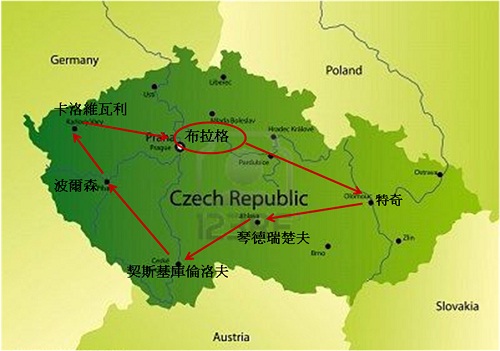 Germany
Poland
Liberec
Usti
卡洛維瓦利
Karlovy Vary
Mlada Boleslav
Praha
Prague
布拉格
Hradec Králové
Pardubice
Ostrava
波爾森
Czech Republic
Olomouc
特奇
Jihlava
琴德瑞楚夫
Zlin
Brno
České
契斯基庫倫洛夫
Slovakia
Austria